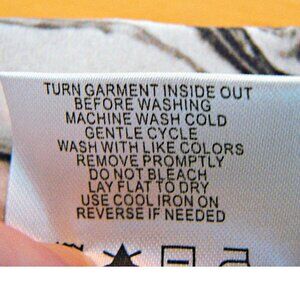 TURN GARMENT INSIDE OUT
BEFORE WASHING
MACHINE WASH COLD
GENTLE CYCLE
WASH WITH LIKE COLORS
REMOVE PROMPTLY
DO NOT BLEACH
LAY FLAT TO DRY
USE COOL IRON ON
REVERSE IF NEEDED